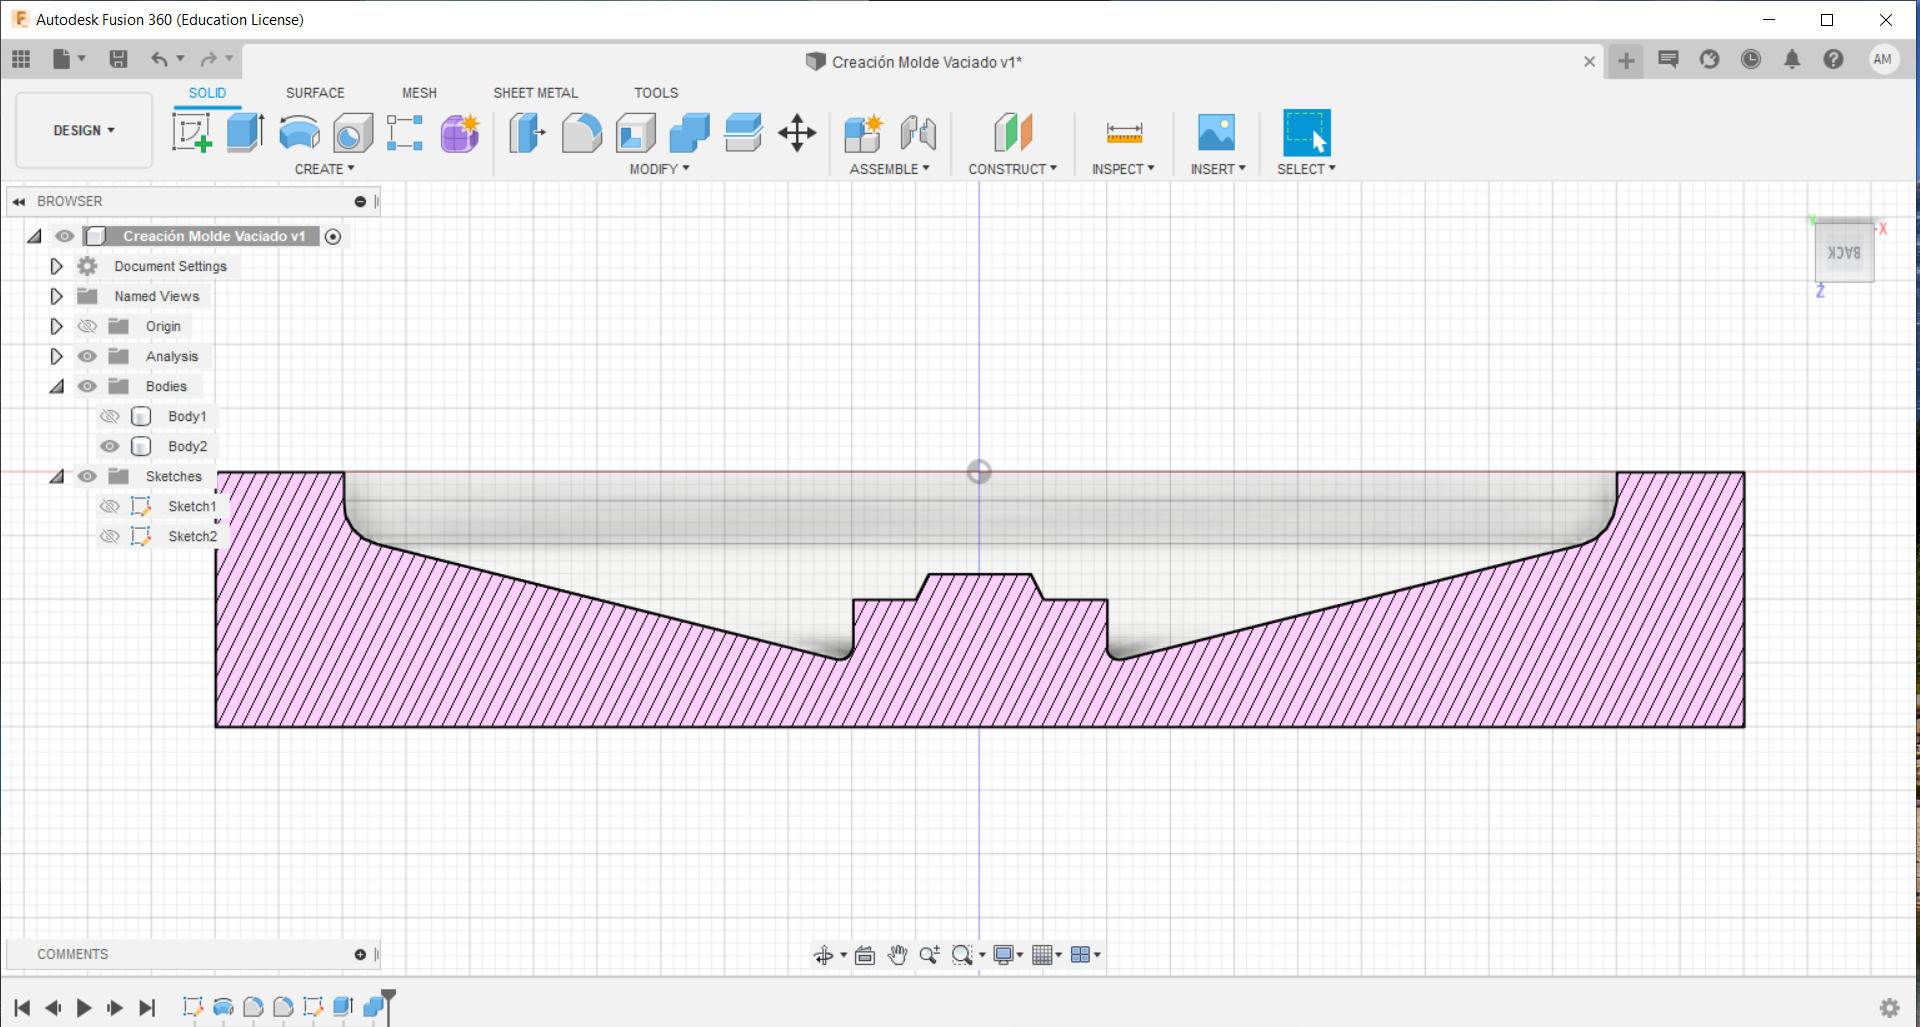 Autodesk Fusion 360 (Education License)
Creación Molde Vaciado v1*
AM
DESIGN
SOLID SURFACE MESH SHEET METAL TOOLS
CREATE MODIFY ASSEMBLE CONSTRUCT INSPECT INSERT SELECT
BROWSER
Creación Molde Vaciado v1
Document Settings
Named Views
Origin
Analysis
Bodies
Body1
Body2
Sketches
Sketch1
Sketch2
Y
X
BACK
Z
COMMENTS